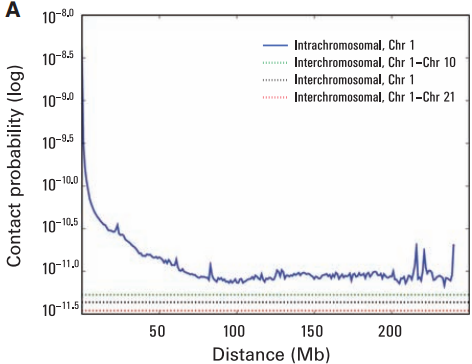 A
Contact probability (log)
10–8.0
10–8.5
10–9.0
10–9.5
10–10.0
10–10.5
10–11.0
10–11.5
Intrachromosomal, Chr 1
Interchromosomal, Chr 1–Chr 10
Interchromosomal, Chr 1
Interchromosomal, Chr 1–Chr 21
50 100 150 200
Distance (Mb)